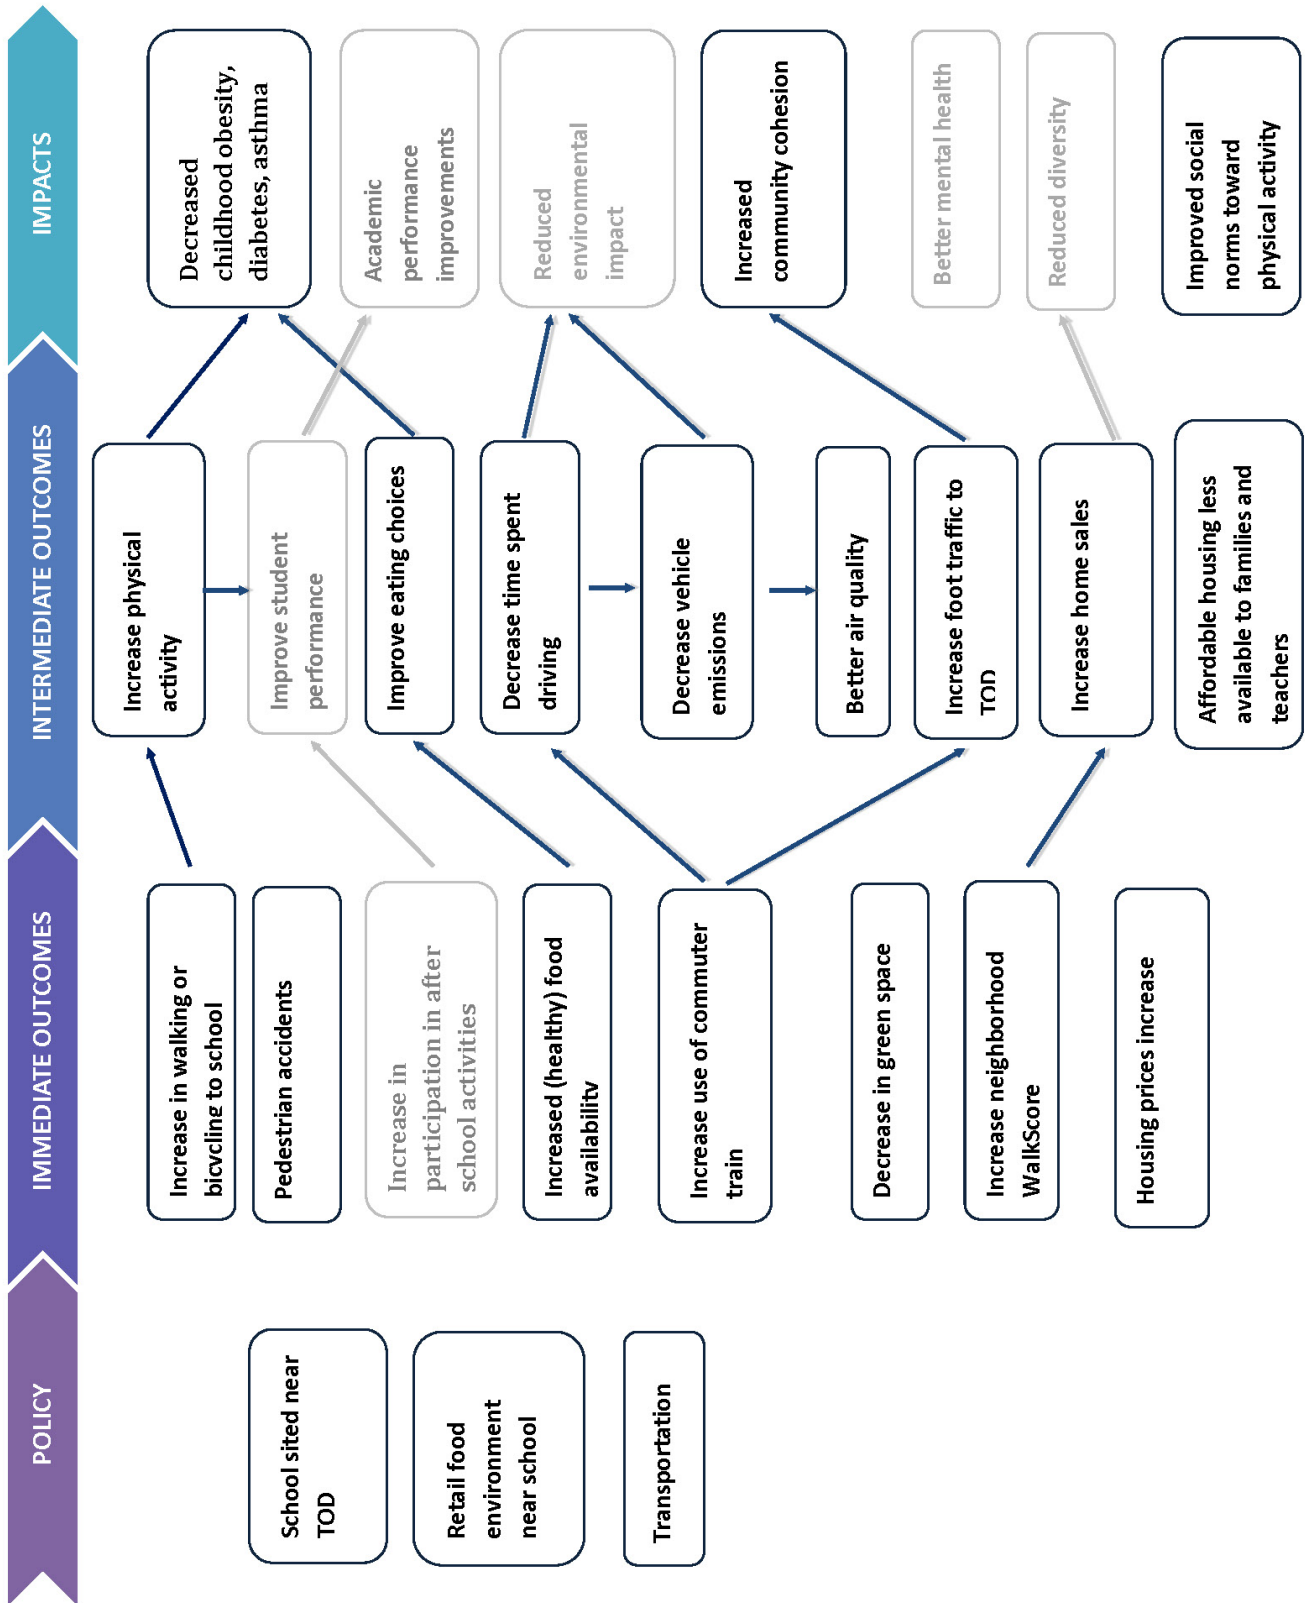 POLICY
IMMEDIATE OUTCOMES
INTERMEDIATE OUTCOMES
IMPACTS
School sited near
TOD
Retail food
environment
near school
Transportation
Increase in walking or
bicycling to school
Pedestrian accidents
Increase in
participation in after
school activities
Increased (healthy) food
availability
Increase use of commuter
train
Decrease in green space
Increase neighborhood
WalkScore
Housing prices increase
Increase physical
activity
Improve student
performance
Improve eating choices
Decrease time spent
driving
Decrease vehicle
emissions
Better air quality
Increase foot traffic to
TOD
Increase home sales
Affordable housing less
available to families and
teachers
Decreased
childhood obesity,
diabetes, asthma
Academic
performance
improvements
Reduced
environmental
impact
Increased
community cohesion
Better mental health
Reduced diversity
Improved social
norms toward
physical activity